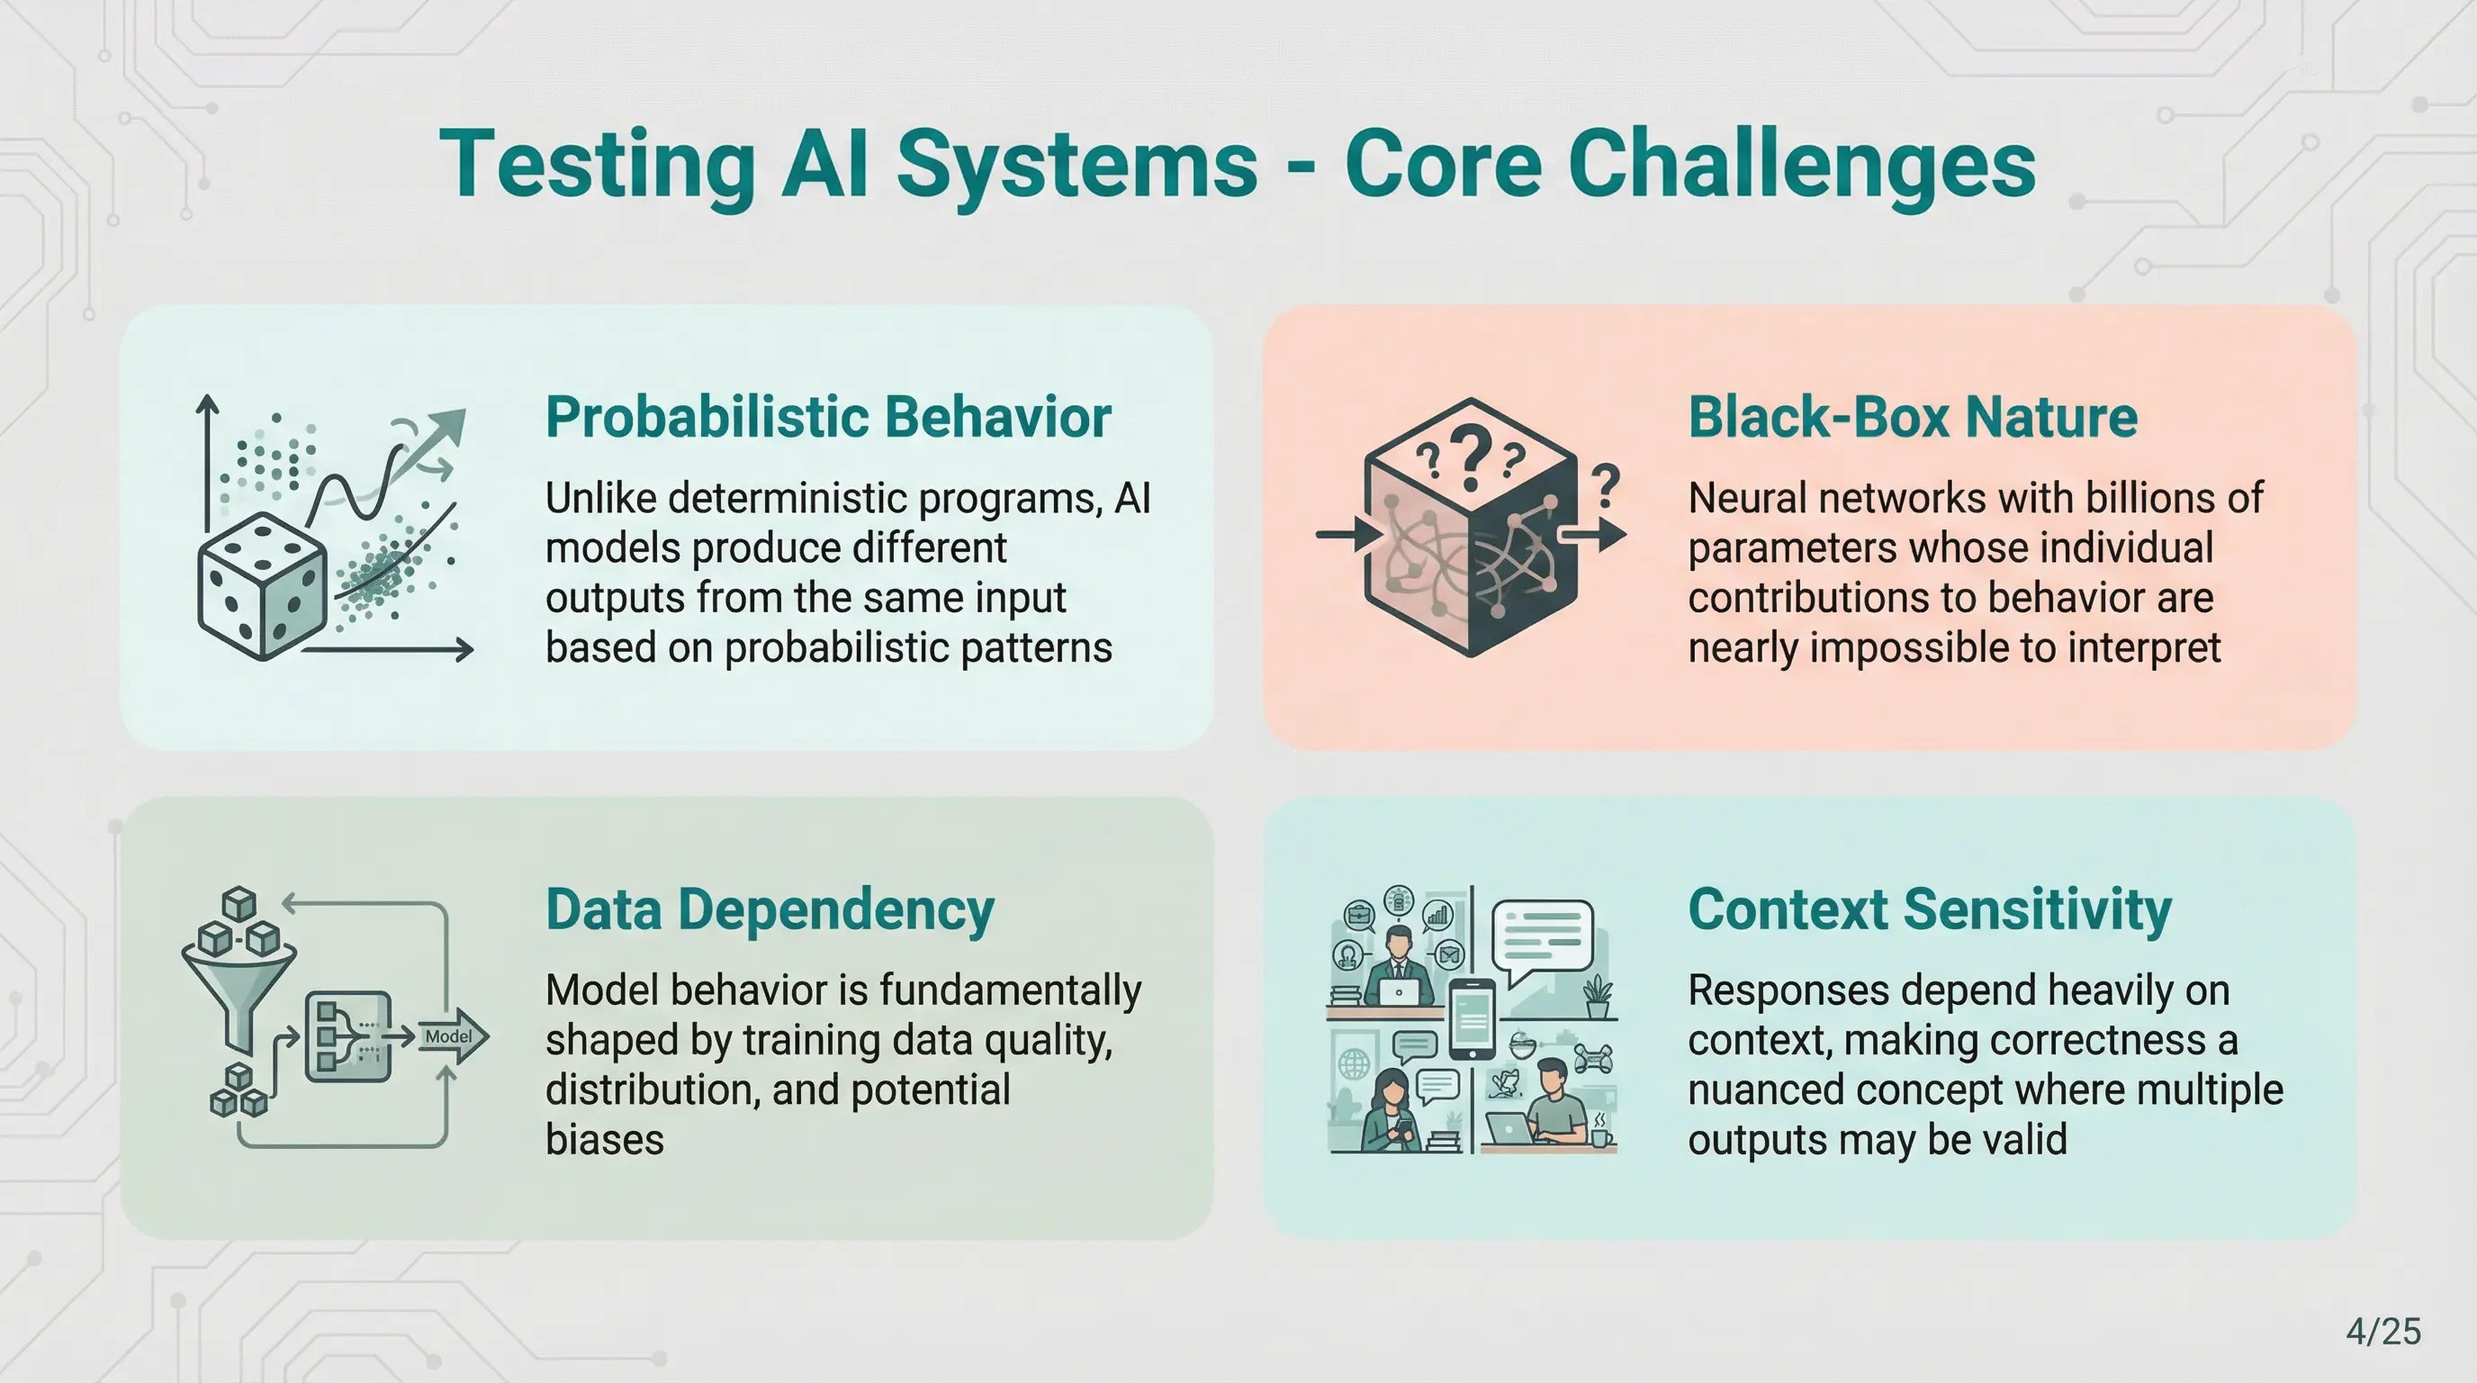 Testing AI Systems - Core Challenges
Probabilistic Behavior
Unlike deterministic programs, AI
models produce different
outputs from the same input
based on probabilistic patterns
? ? ? ?
Black-Box Nature
Neural networks with billions of
parameters whose individual
contributions to behavior are
nearly impossible to interpret
Model
Data Dependency
Model behavior is fundamentally
shaped by training data quality,
distribution, and potential
biases
Context Sensitivity
Responses depend heavily on
context, making correctness a
nuanced concept where multiple
outputs may be valid
4/25